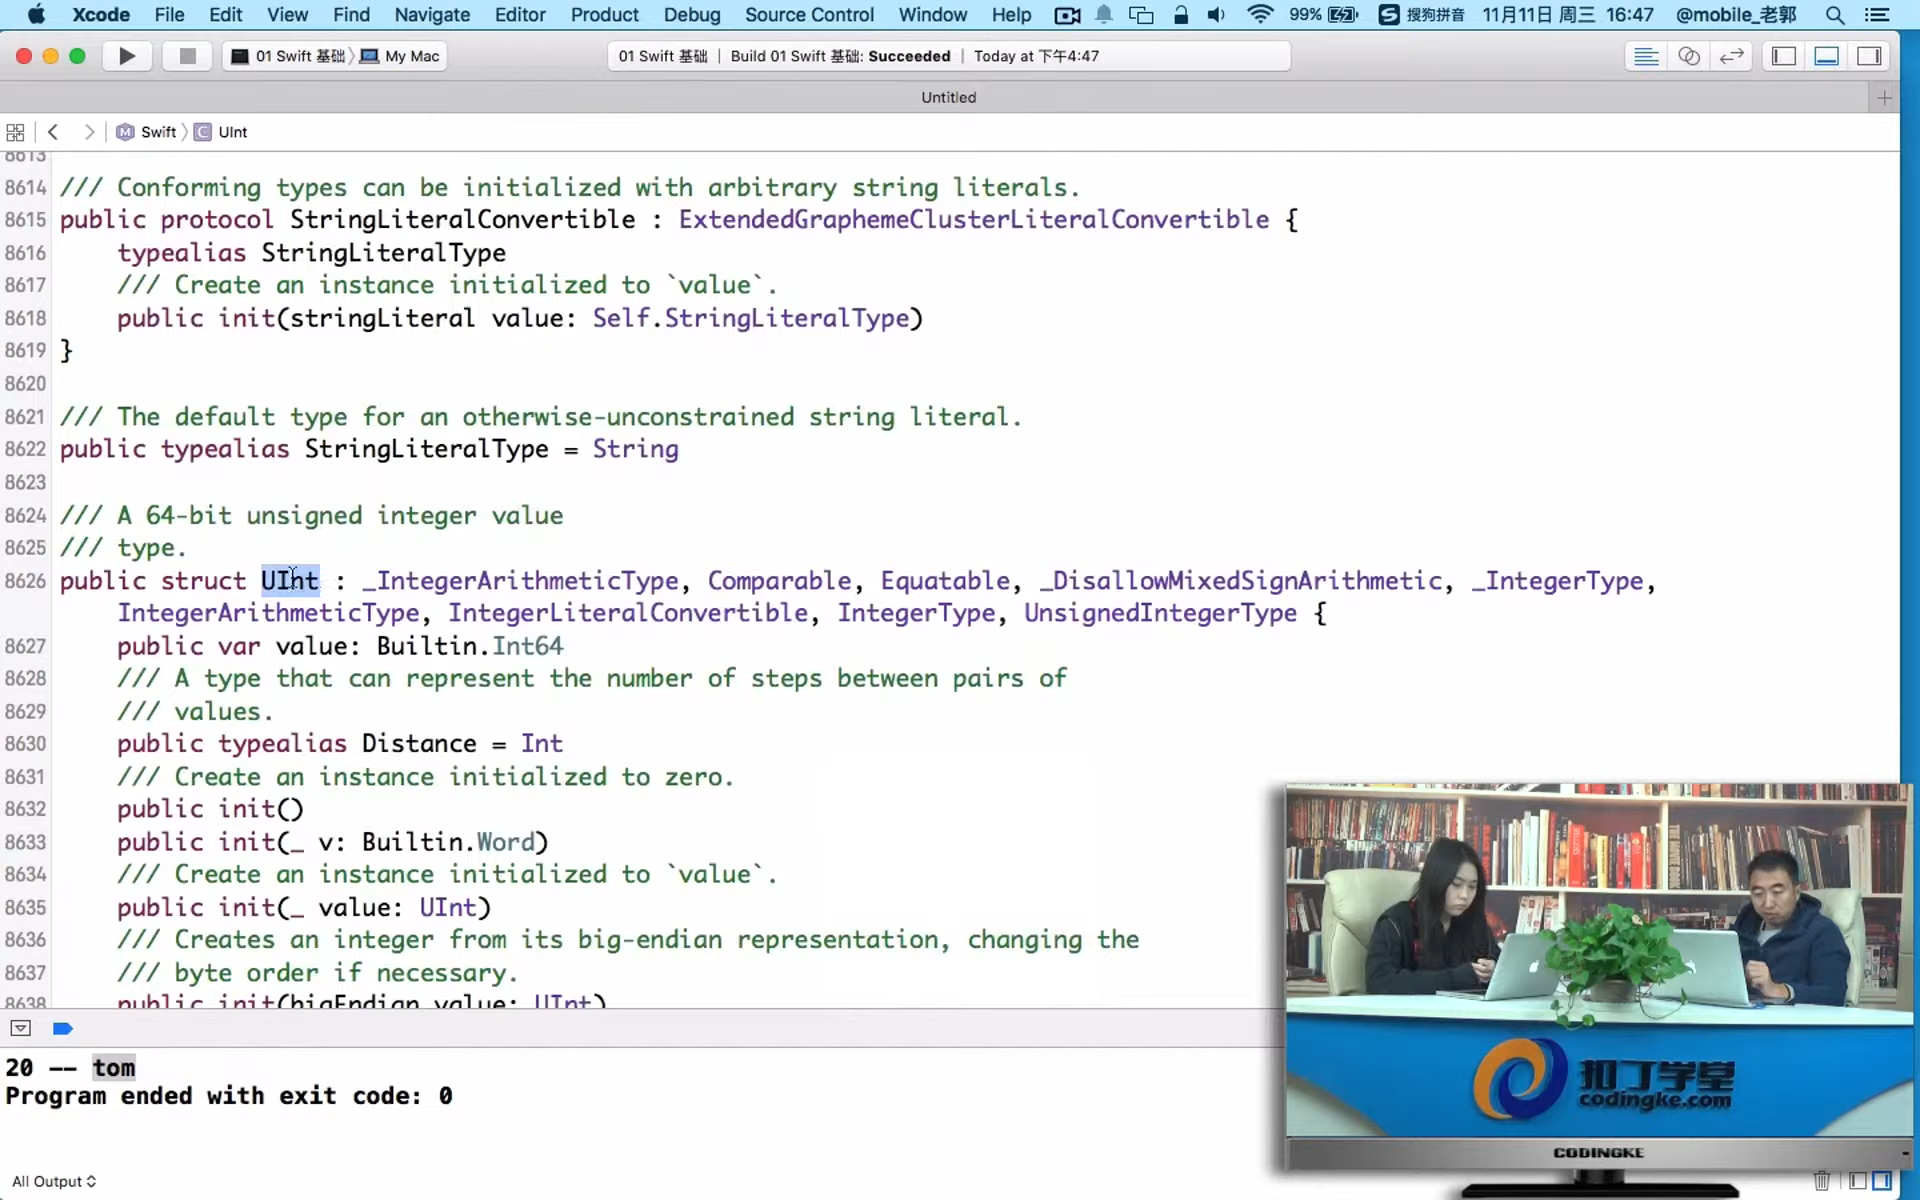 Xcode File Edit View Find Navigate Editor Product Debug Source Control Window Help 99% 搜狗拼音 11月11日 周三 16:47 @mobile_老郭
01 Swift 基础 My Mac 01 Swift 基础 | Build 01 Swift 基础: Succeeded | Today at 下午4:47
Untitled
Swift UInt
8613
8614 /// Conforming types can be initialized with arbitrary string literals.
8615 public protocol StringLiteralConvertible : ExtendedGraphemeClusterLiteralConvertible {
8616 typealias StringLiteralType
8617 /// Create an instance initialized to `value`.
8618 public init(stringLiteral value: Self.StringLiteralType)
8619 }
8620
8621 /// The default type for an otherwise-unconstrained string literal.
8622 public typealias StringLiteralType = String
8623
8624 /// A 64-bit unsigned integer value
8625 /// type.
8626 public struct UInt : _IntegerArithmeticType, Comparable, Equatable, _DisallowMixedSignArithmetic, _IntegerType,
IntegerArithmeticType, IntegerLiteralConvertible, IntegerType, UnsignedIntegerType {
8627 public var value: Builtin.Int64
8628 /// A type that can represent the number of steps between pairs of
8629 /// values.
8630 public typealias Distance = Int
8631 /// Create an instance initialized to zero.
8632 public init()
8633 public init(_ v: Builtin.Word)
8634 /// Create an instance initialized to `value`.
8635 public init(_ value: UInt)
8636 /// Creates an integer from its big-endian representation, changing the
8637 /// byte order if necessary.
8638 public init(bigEndian value: UInt)
20 -- tom
Program ended with exit code: 0
All Output
扣丁学堂
codingke.com
CODINGKE